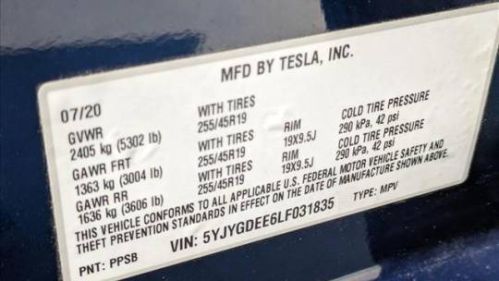 MFD BY TESLA, INC.
07/20
GVWR WITH TIRES RIM COLD TIRE PRESSURE
2405 kg (5302 lb) 255/45R19 19X9.5J 290 kPa, 42 psi
GAWR FRT WITH TIRES RIM COLD TIRE PRESSURE
1363 kg (3004 lb) 255/45R19 19X9.5J 290 kPa, 42 psi
GAWR RR WITH TIRES
1636 kg (3606 lb) 255/45R19
THIS VEHICLE CONFORMS TO ALL APPLICABLE U.S. FEDERAL MOTOR VEHICLE SAFETY AND
THEFT PREVENTION STANDARDS IN EFFECT ON THE DATE OF MANUFACTURE SHOWN ABOVE.
PNT: PPSB VIN: 5YJYGDEE6LF031835 TYPE: MPV